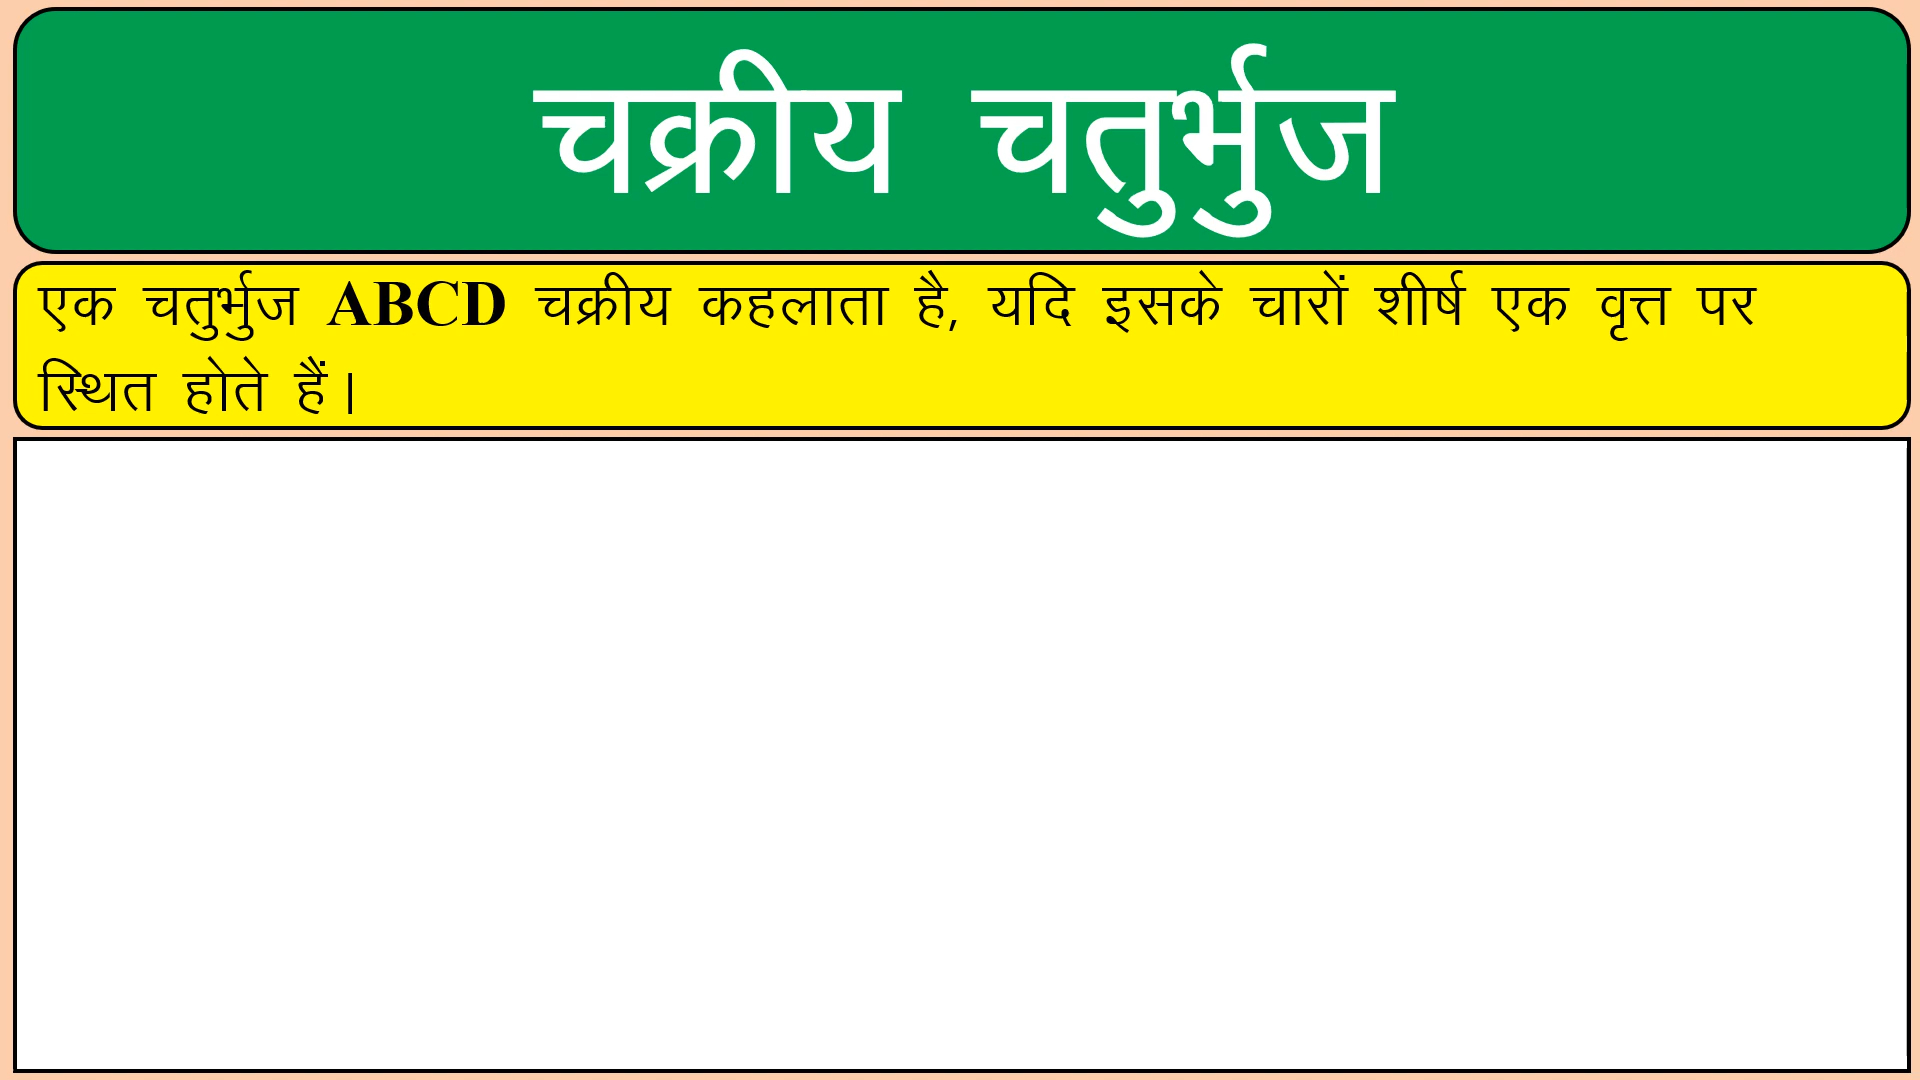 चक्रीय चतुर्भुज
एक चतुर्भुज ABCD चक्रीय कहलाता है, यदि इसके चारों शीर्ष एक वृत्त पर
स्थित होते हैं।